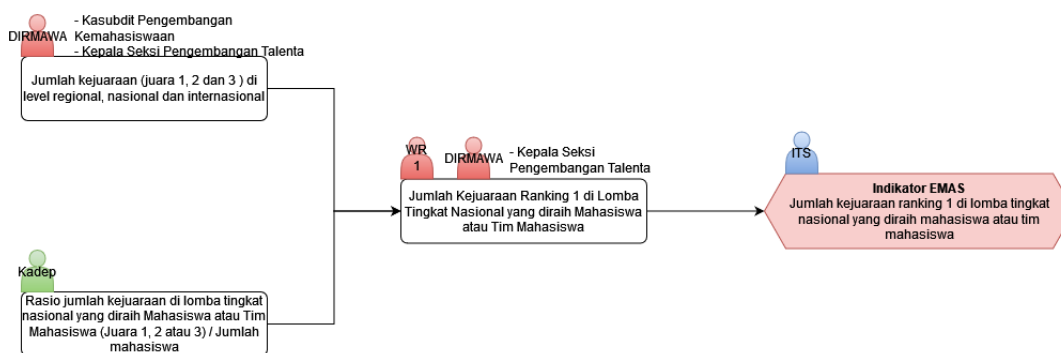 DIRMAWA
- Kasubdit Pengembangan
Kemahasiswaan
- Kepala Seksi Pengembangan Talenta
Jumlah kejuaraan (juara 1, 2 dan 3 ) di
level regional, nasional dan internasional
WR
1
DIRMAWA
- Kepala Seksi
Pengembangan Talenta
Jumlah Kejuaraan Ranking 1 di Lomba
Tingkat Nasional yang diraih Mahasiswa
atau Tim Mahasiswa
ITS
Indikator EMAS
Jumlah kejuaraan ranking 1 di lomba tingkat
nasional yang diraih mahasiswa atau tim
mahasiswa
Kadep
Rasio jumlah kejuaraan di lomba tingkat
nasional yang diraih Mahasiswa atau Tim
Mahasiswa (Juara 1, 2 atau 3) / Jumlah
mahasiswa